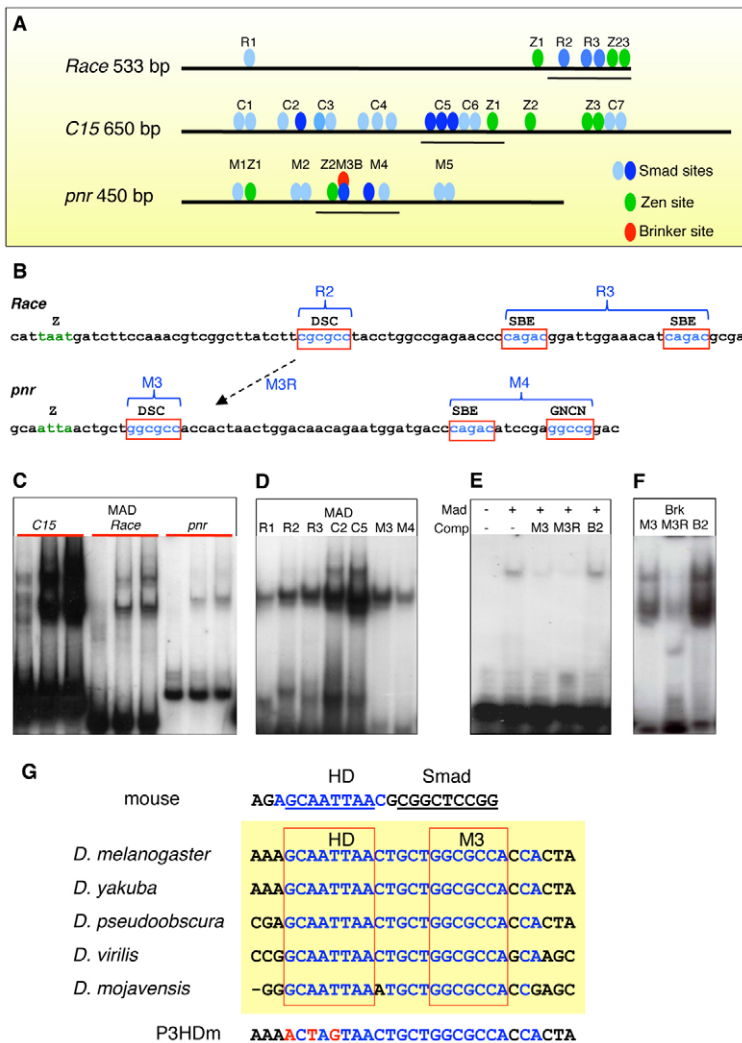 A
R1 Z1 R2 R3 Z23
Race 533 bp
C1 C2 C3 C4 C5 C6 Z1 Z2 Z3 C7
C15 650 bp
M1Z1 M2 Z2M3B M4 M5
pnr 450 bp
Smad sites
Zen site
Brinker site
B
R2 R3
Race
Z DSC SBE SBE
cattaatgatcttccaaacgtcggcttatcttcgcgcctacctggccgagaacccagacggattggaaacatcagacgcga
M3 M3R M4
pnr
Z DSC SBE GNCN
gcaattaactgctggcgccaccactaactggacaacagaatggatgacccagacatccgaggccggac
C
MAD
C15 Race pnr
D
MAD
R1 R2 R3 C2 C5 M3 M4
E
Mad - + + + +
Comp - - M3 M3R B2
F
Brk
M3 M3R B2
G
HD Smad
mouse AGAGCAATTAACGCGGCTCCGG
HD M3
D. melanogaster AAAGCAATTAACTGCTGGCGCCACCACTA
D. yakuba AAAGCAATTAACTGCTGGCGCCACCACTA
D. pseudoobscura CGAGCAATTAACTGCTGGCGCCACCACTA
D. virilis CCGGCAATTAACTGCTGGCGCCAGCAAGC
D. mojavensis -GGGCAATTAAATGCTGGCGCCACCGAGC
P3HDm AAAACTAGTAACTGCTGGCGCCACCACTA